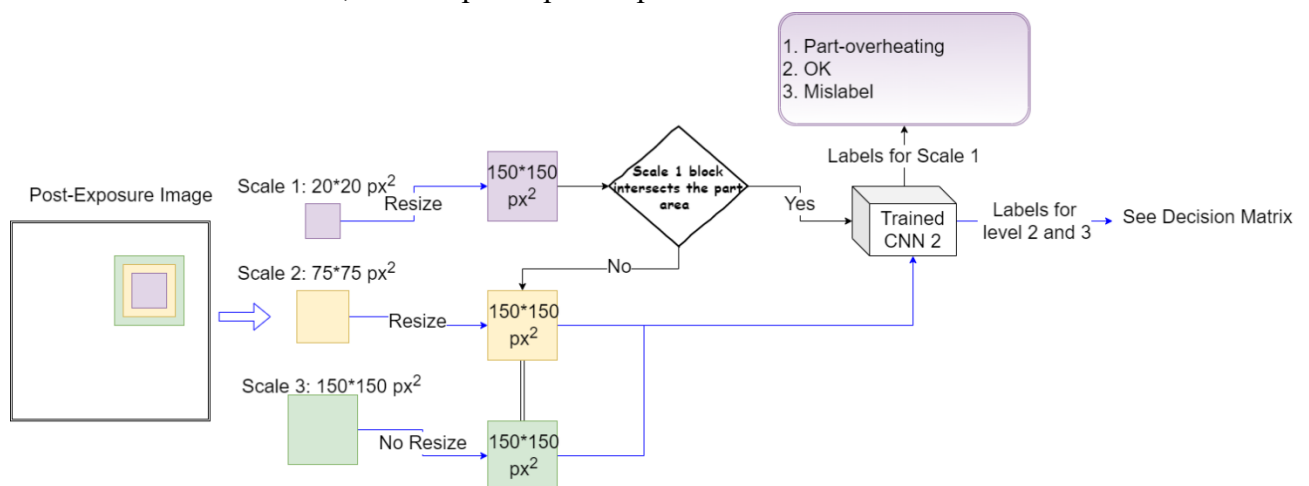 1. Part-overheating
2. OK
3. Mislabel
Labels for Scale 1
Post-Exposure Image
Scale 1: 20*20 px2
Resize
150*150
px2
Scale 1 block
intersects the part
area
Yes
No
Trained
CNN 2
Labels for
level 2 and 3
See Decision Matrix
Scale 2: 75*75 px2
Resize
150*150
px2
Scale 3: 150*150 px2
No Resize
150*150
px2